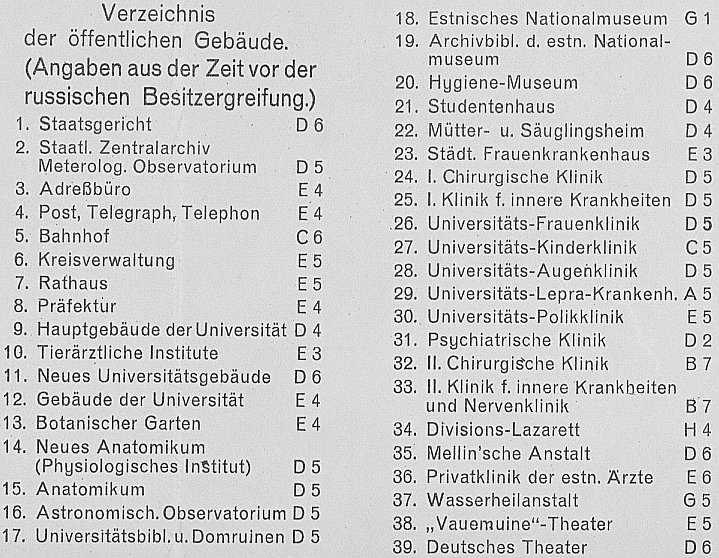 Verzeichnis
der öffentlichen Gebäude.
(Angaben aus der Zeit vor der
russischen Besitzergreifung.)
1. Staatsgericht D 6
2. Staatl. Zentralarchiv
Meterolog. Observatorium D 5
3. Adreßbüro E 4
4. Post, Telegraph, Telephon E 4
5. Bahnhof C 6
6. Kreisverwaltung E 5
7. Rathaus E 5
8. Präfektur E 4
9. Hauptgebäude der Universität D 4
10. Tierärztliche Institute E 3
11. Neues Universitätsgebäude D 6
12. Gebäude der Universität E 4
13. Botanischer Garten E 4
14. Neues Anatomikum
(Physiologisches Institut) D 5
15. Anatomikum D 5
16. Astronomisch. Observatorium D 5
17. Universitätsbibl. u. Domruinen D 5
18. Estnisches Nationalmuseum G 1
19. Archivbibl. d. estn. National-
museum D 6
20. Hygiene-Museum D 6
21. Studentenhaus D 4
22. Mütter- u. Säuglingsheim D 4
23. Städt. Frauenkrankenhaus E 3
24. I. Chirurgische Klinik D 5
25. I. Klinik f. innere Krankheiten D 5
26. Universitäts-Frauenklinik D 5
27. Universitäts-Kinderklinik C 5
28. Universitäts-Augenklinik D 5
29. Universitäts-Lepra-Krankenh. A 5
30. Universitäts-Polikklinik E 5
31. Psychiatrische Klinik D 2
32. II. Chirurgische Klinik B 7
33. II. Klinik f. innere Krankheiten
und Nervenklinik B 7
34. Divisions-Lazarett H 4
35. Mellin'sche Anstalt D 6
36. Privatklinik der estn. Ärzte E 6
37. Wasserheilanstalt G 5
38. „Vauemuine“-Theater E 5
39. Deutsches Theater D 6